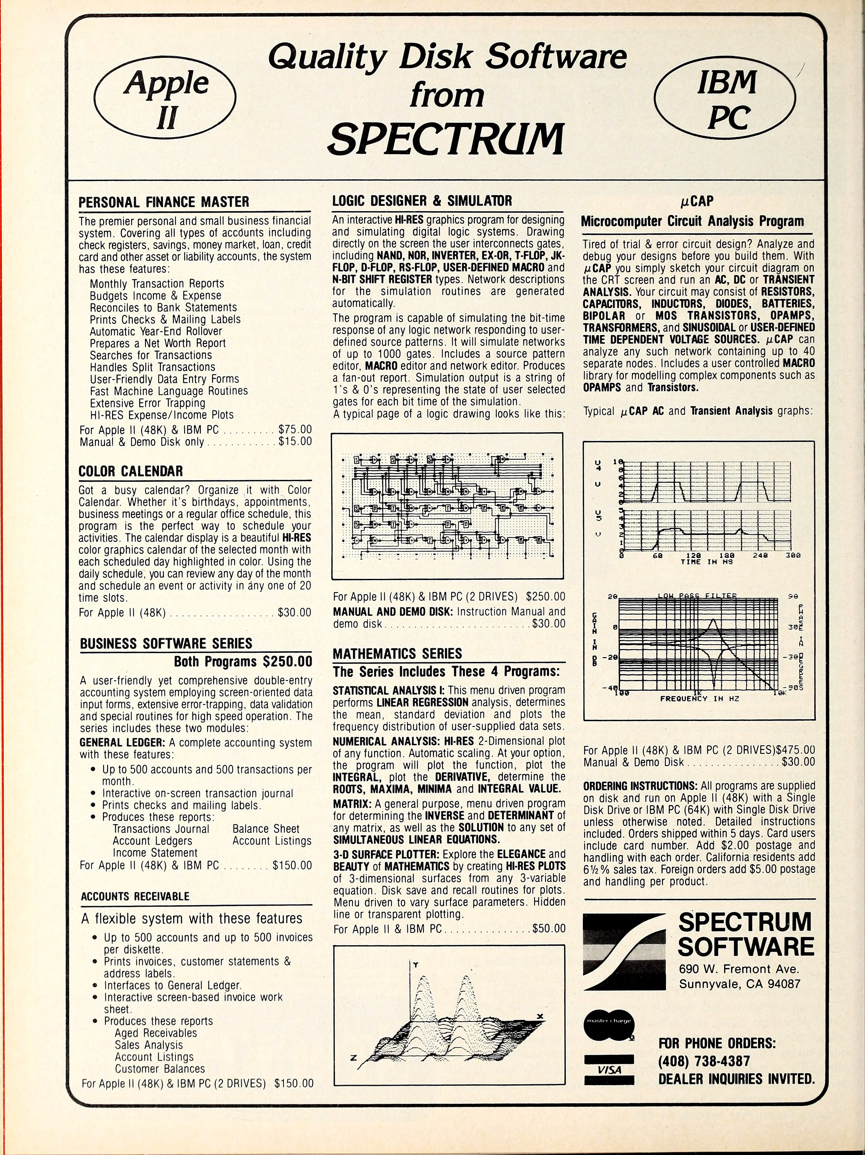 Apple
II
Quality Disk Software
from
SPECTRUM
IBM
PC
PERSONAL FINANCE MASTER
The premier personal and small business financial
system. Covering all types of accounts including
check registers, savings, money market, loan, credit
card and other asset or liability accounts, the system
has these features:
Monthly Transaction Reports
Budgets Income & Expense
Reconciles to Bank Statements
Prints Checks & Mailing Labels
Automatic Year-End Rollover
Prepares a Net Worth Report
Searches for Transactions
Handles Split Transactions
User-Friendly Data Entry Forms
Fast Machine Language Routines
Extensive Error Trapping
HI-RES Expense/Income Plots
For Apple II (48K) & IBM PC ......... $75.00
Manual & Demo Disk only ............ $15.00
COLOR CALENDAR
Got a busy calendar? Organize it with Color
Calendar. Whether it's birthdays, appointments,
business meetings or a regular office schedule, this
program is the perfect way to schedule your
activities. The calendar display is a beautiful HI-RES
color graphics calendar of the selected month with
each scheduled day highlighted in color. Using the
daily schedule, you can review any day of the month
and schedule an event or activity in any one of 20
time slots.
For Apple II (48K) .................. $30.00
BUSINESS SOFTWARE SERIES
Both Programs $250.00
A user-friendly yet comprehensive double-entry
accounting system employing screen-oriented data
input forms, extensive error-trapping, data validation
and special routines for high speed operation. The
series includes these two modules:
GENERAL LEDGER: A complete accounting system
with these features:
• Up to 500 accounts and 500 transactions per
month.
• Interactive on-screen transaction journal
• Prints checks and mailing labels.
• Produces these reports:
Transactions Journal Balance Sheet
Account Ledgers Account Listings
Income Statement
For Apple II (48K) & IBM PC ........ $150.00
ACCOUNTS RECEIVABLE
A flexible system with these features
• Up to 500 accounts and up to 500 invoices
per diskette.
• Prints invoices, customer statements &
address labels.
• Interfaces to General Ledger.
• Interactive screen-based invoice work
sheet.
• Produces these reports
Aged Receivables
Sales Analysis
Account Listings
Customer Balances
For Apple II (48K) & IBM PC (2 DRIVES) $150.00
LOGIC DESIGNER & SIMULATOR
An interactive HI-RES graphics program for designing
and simulating digital logic systems. Drawing
directly on the screen the user interconnects gates,
including NAND, NOR, INVERTER, EX-OR, T-FLOP, JK-
FLOP, D-FLOP, RS-FLOP, USER-DEFINED MACRO and
N-BIT SHIFT REGISTER types. Network descriptions
for the simulation routines are generated
automatically.
The program is capable of simulating the bit-time
response of any logic network responding to user-
defined source patterns. It will simulate networks
of up to 1000 gates. Includes a source pattern
editor, MACRO editor and network editor. Produces
a fan-out report. Simulation output is a string of
1's & 0's representing the state of user selected
gates for each bit time of the simulation.
A typical page of a logic drawing looks like this:
For Apple II (48K) & IBM PC (2 DRIVES) $250.00
MANUAL AND DEMO DISK: Instruction Manual and
demo disk ......................... $30.00
MATHEMATICS SERIES
The Series Includes These 4 Programs:
STATISTICAL ANALYSIS I: This menu driven program
performs LINEAR REGRESSION analysis, determines
the mean, standard deviation and plots the
frequency distribution of user-supplied data sets.
NUMERICAL ANALYSIS: HI-RES 2-Dimensional plot
of any function. Automatic scaling. At your option,
the program will plot the function, plot the
INTEGRAL, plot the DERIVATIVE, determine the
ROOTS, MAXIMA, MINIMA and INTEGRAL VALUE.
MATRIX: A general purpose, menu driven program
for determining the INVERSE and DETERMINANT of
any matrix, as well as the SOLUTION to any set of
SIMULTANEOUS LINEAR EQUATIONS.
3-D SURFACE PLOTTER: Explore the ELEGANCE and
BEAUTY of MATHEMATICS by creating HI-RES PLOTS
of 3-dimensional surfaces from any 3-variable
equation. Disk save and recall routines for plots.
Menu driven to vary surface parameters. Hidden
line or transparent plotting.
For Apple II & IBM PC .............. $50.00
Y
X
Z
µCAP
Microcomputer Circuit Analysis Program
Tired of trial & error circuit design? Analyze and
debug your designs before you build them. With
µCAP you simply sketch your circuit diagram on
the CRT screen and run an AC, DC or TRANSIENT
ANALYSIS. Your circuit may consist of RESISTORS,
CAPACITORS, INDUCTORS, DIODES, BATTERIES,
BIPOLAR or MOS TRANSISTORS, OPAMPS,
TRANSFORMERS, and SINUSOIDAL or USER-DEFINED
TIME DEPENDENT VOLTAGE SOURCES. µCAP can
analyze any such network containing up to 40
separate nodes. Includes a user controlled MACRO
library for modelling complex components such as
OPAMPS and Transistors.
Typical µCAP AC and Transient Analysis graphs:
0 60 120 180 240 300
TIME IN NS
LOW PASS FILTER
20 90
0 30
-20 -30
-40 -90
GAIN IN DB
100 1K 10K
FREQUENCY IN HZ
For Apple II (48K) & IBM PC (2 DRIVES)$475.00
Manual & Demo Disk ............... $30.00
ORDERING INSTRUCTIONS: All programs are supplied
on disk and run on Apple II (48K) with a Single
Disk Drive or IBM PC (64K) with Single Disk Drive
unless otherwise noted. Detailed instructions
included. Orders shipped within 5 days. Card users
include card number. Add $2.00 postage and
handling with each order. California residents add
6½% sales tax. Foreign orders add $5.00 postage
and handling per product.
SPECTRUM
SOFTWARE
690 W. Fremont Ave.
Sunnyvale, CA 94087
master charge
VISA
FOR PHONE ORDERS:
(408) 738-4387
DEALER INQUIRIES INVITED.